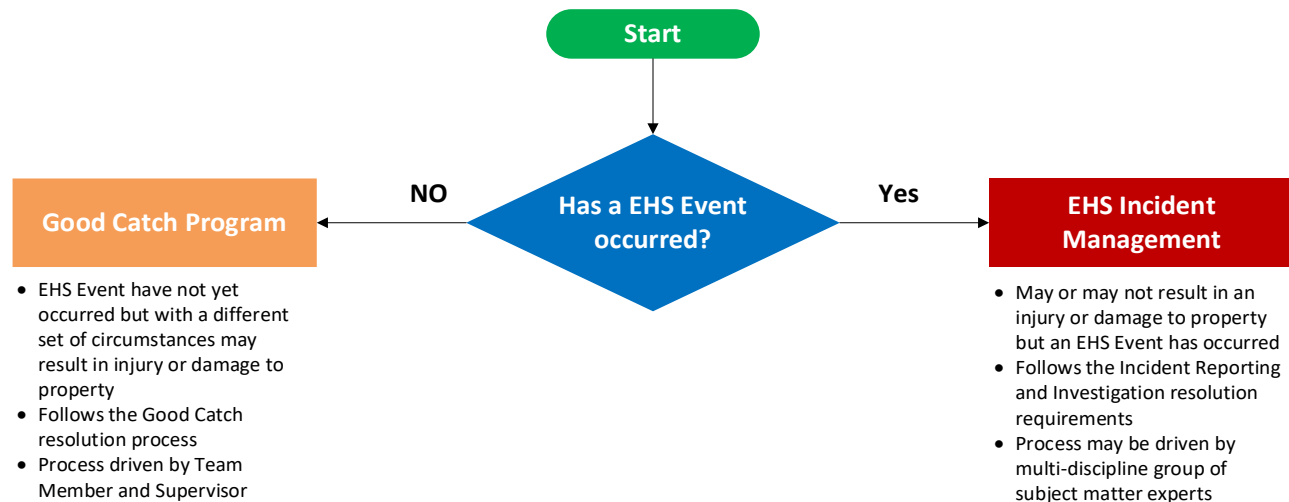 Start
Has a EHS Event
occurred?
NO
Yes
Good Catch Program
• EHS Event have not yet
occurred but with a different
set of circumstances may
result in injury or damage to
property
• Follows the Good Catch
resolution process
• Process driven by Team
Member and Supervisor
EHS Incident
Management
• May or may not result in an
injury or damage to property
but an EHS Event has occurred
• Follows the Incident Reporting
and Investigation resolution
requirements
• Process may be driven by
multi-discipline group of
subject matter experts